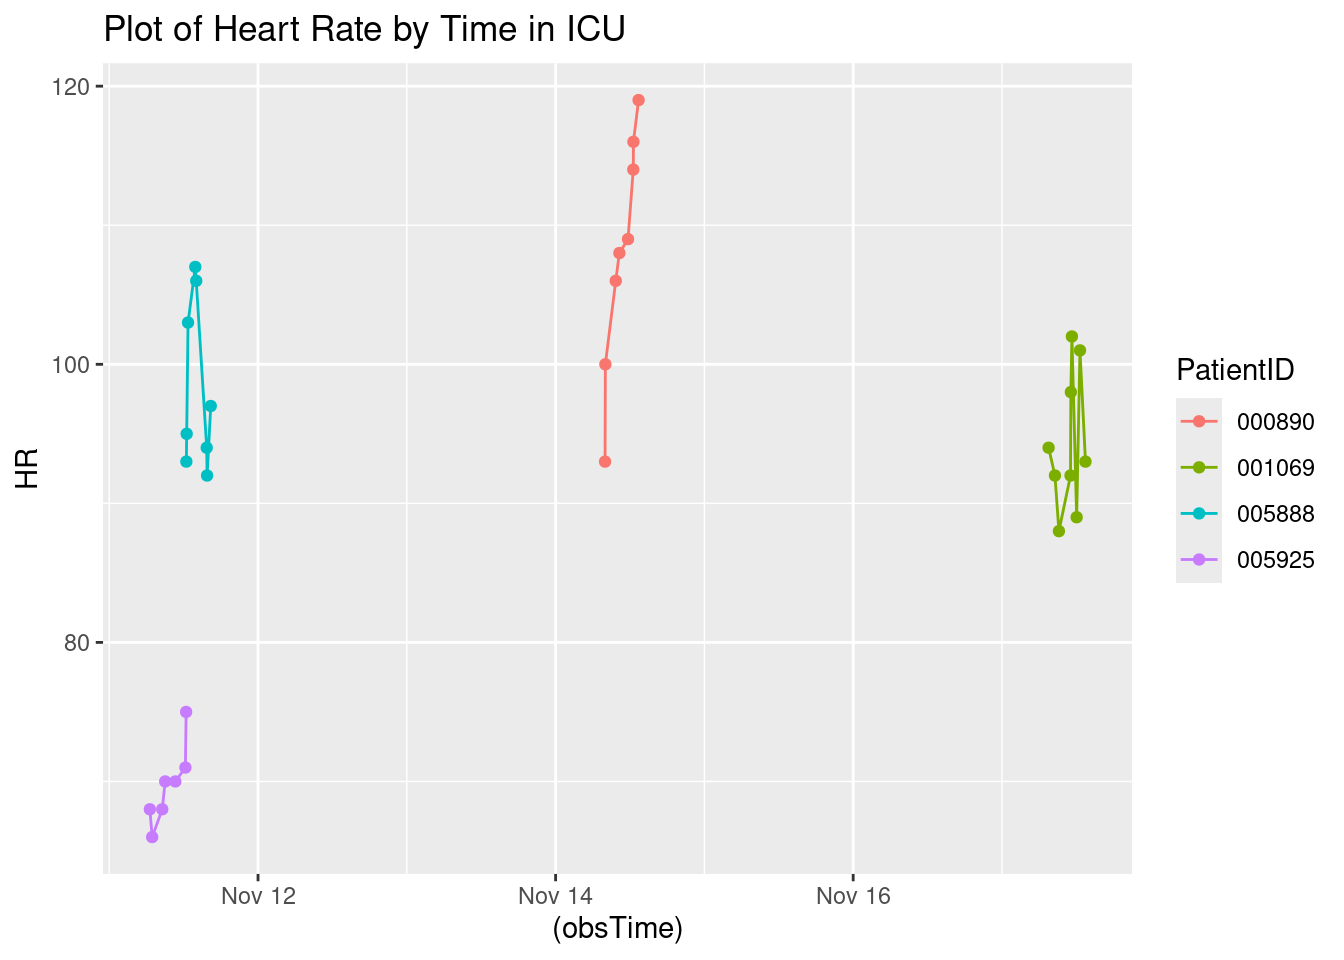 Plot of Heart Rate by Time in ICU
120
100
80
HR
Nov 12
Nov 14
Nov 16
(obsTime)
PatientID
000890
001069
005888
005925